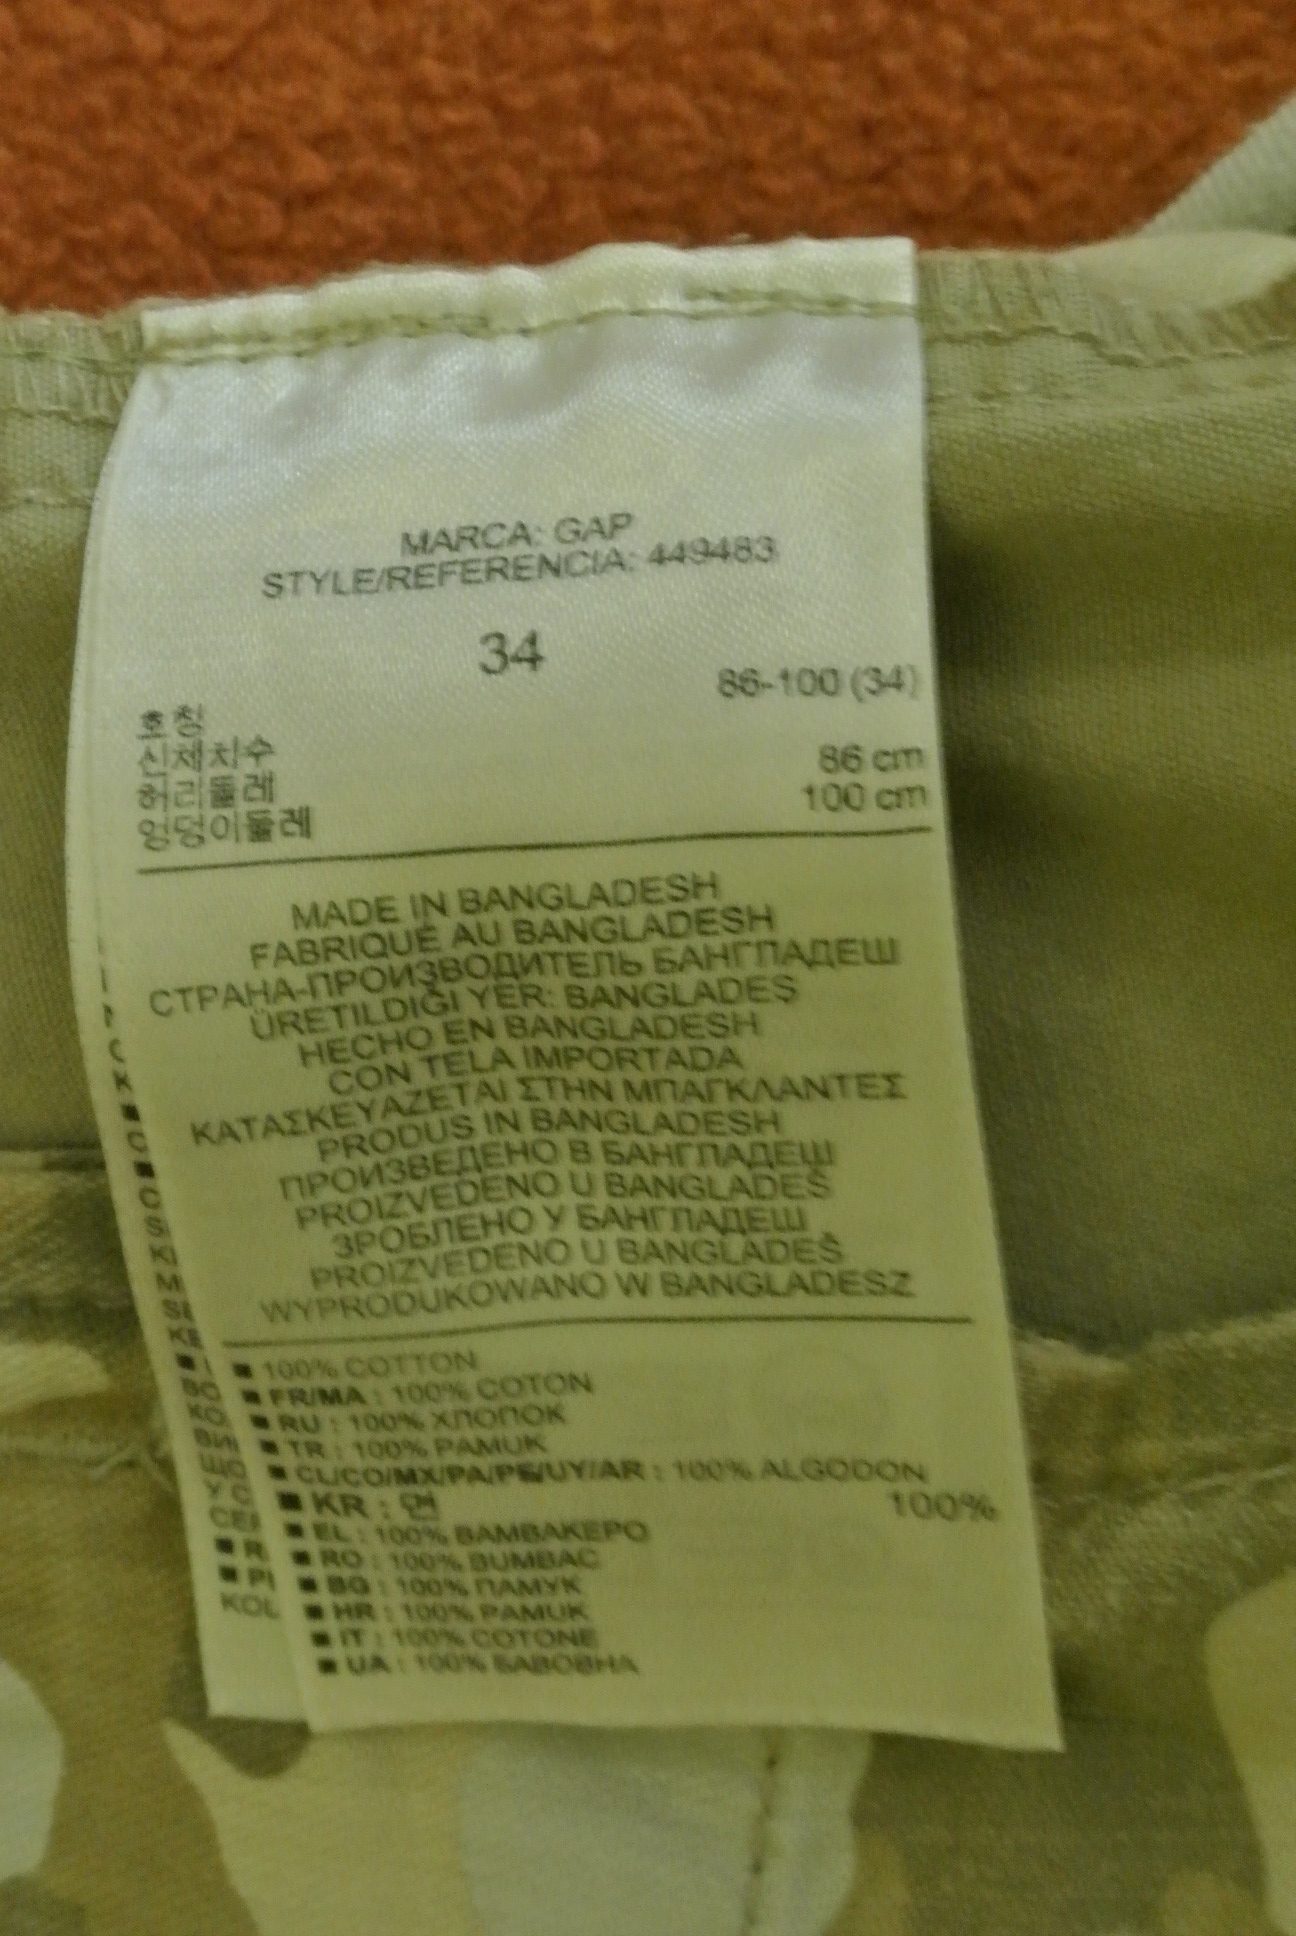 MARCA: GAP
STYLE/REFERENCIA: 449483
34
호칭 86-100 (34)
신체치수
허리둘레 86 cm
엉덩이둘레 100 cm
MADE IN BANGLADESH
FABRIQUÉ AU BANGLADESH
СТРАНА-ПРОИЗВОДИТЕЛЬ БАНГЛАДЕШ
ÜRETILDIĞI YER: BANGLADEŞ
HECHO EN BANGLADESH
CON TELA IMPORTADA
ΚΑΤΑΣΚΕΥΑΖΕΤΑΙ ΣΤΗΝ ΜΠΑΓΚΛΑΝΤΕΣ
PRODUS IN BANGLADESH
ПРОИЗВЕДЕНО В БАНГЛАДЕШ
PROIZVEDENO U BANGLADEŠ
ЗРОБЛЕНО У БАНГЛАДЕШ
PROIZVEDENO U BANGLADEŠ
WYPRODUKOWANO W BANGLADESZ
■ 100% COTTON
■ FR/MA : 100% COTON
■ RU : 100% ХЛОПОК
■ TR : 100% PAMUK
■ CL/CO/MX/PA/PE/UY/AR : 100% ALGODON
■ KR : 면 100%
■ EL : 100% ΒΑΜΒΑΚΕΡΟ
■ RO : 100% BUMBAC
■ BG : 100% ПАМУК
■ HR : 100% PAMUK
■ IT : 100% COTONE
■ UA : 100% БАВОВНА